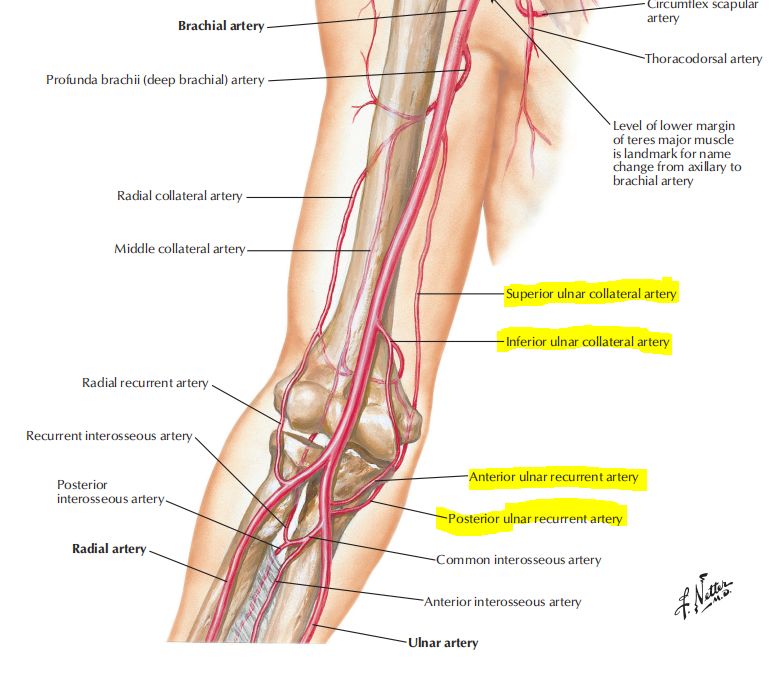 Circumflex scapular
artery
Brachial artery
Thoracodorsal artery
Profunda brachii (deep brachial) artery
Level of lower margin
of teres major muscle
is landmark for name
change from axillary to
brachial artery
Radial collateral artery
Middle collateral artery
Superior ulnar collateral artery
Inferior ulnar collateral artery
Radial recurrent artery
Recurrent interosseous artery
Anterior ulnar recurrent artery
Posterior
interosseous artery
Posterior ulnar recurrent artery
Radial artery
Common interosseous artery
Anterior interosseous artery
Ulnar artery
F. Netter
M.D.